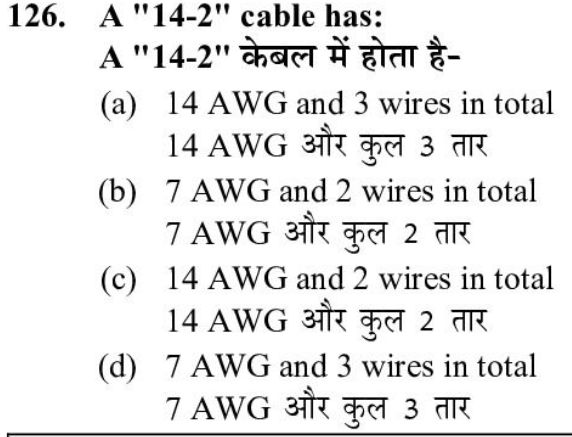 126. A "14-2" cable has:
A "14-2" केबल में होता है-
(a) 14 AWG and 3 wires in total
14 AWG और कुल 3 तार
(b) 7 AWG and 2 wires in total
7 AWG और कुल 2 तार
(c) 14 AWG and 2 wires in total
14 AWG और कुल 2 तार
(d) 7 AWG and 3 wires in total
7 AWG और कुल 3 तार